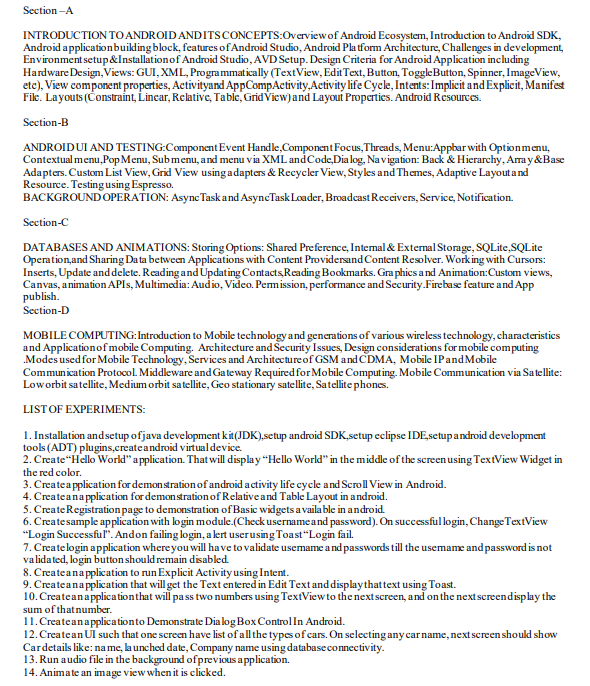 Section –A
INTRODUCTION TO ANDROID AND ITS CONCEPTS:Overview of Android Ecosystem, Introduction to Android SDK,
Android application building block, features of Android Studio, Android Platform Architecture, Challenges in development,
Environment setup &Installation of Android Studio, AVD Setup. Design Criteria for Android Application including
Hardware Design,Views: GUI, XML, Programmatically (TextView, EditText, Button, ToggleButton, Spinner, ImageView,
etc), View component properties, Activityand AppCompActivity,Activity life Cycle, Intents: Implicit and Explicit, Manifest
File. Layouts (Constraint, Linear, Relative, Table, GridView) and Layout Properties. Android Resources.
Section-B
ANDROID UI AND TESTING:Component Event Handle,Component Focus,Threads, Menu:Appbar with Option menu,
Contextual menu,Pop Menu, Sub menu, and menu via XML and Code,Dialog, Navigation: Back & Hierarchy, Array&Base
Adapters. Custom List View, Grid View using adapters & Recycler View, Styles and Themes, Adaptive Layout and
Resource. Testing using Espresso.
BACKGROUND OPERATION: AsyncTask and AsyncTaskLoader, Broadcast Receivers, Service, Notification.
Section-C
DATABASES AND ANIMATIONS: Storing Options: Shared Preference, Internal & External Storage, SQLite,SQLite
Operation,and Sharing Data between Applications with Content Providersand Content Resolver. Working with Cursors:
Inserts, Update and delete. Reading and Updating Contacts,Reading Bookmarks. Graphics and Animation:Custom views,
Canvas, animation APIs, Multimedia: Audio, Video. Permission, performance and Security.Firebase feature and App
publish.
Section-D
MOBILE COMPUTING:Introduction to Mobile technology and generations of various wireless technology, characteristics
and Application of mobile Computing. Architecture and Security Issues, Design considerations for mobile computing
.Modes used for Mobile Technology, Services and Architecture of GSM and CDMA, Mobile IP and Mobile
Communication Protocol. Middleware and Gateway Required for Mobile Computing. Mobile Communication via Satellite:
Low orbit satellite, Medium orbit satellite, Geo stationary satellite, Satellite phones.
LIST OF EXPERIMENTS:
1. Installation and setup of java development kit(JDK),setup android SDK,setup eclipse IDE,setup android development
tools (ADT) plugins,create android virtual device.
2. Create "Hello World" application. That will display "Hello World" in the middle of the screen using TextView Widget in
the red color.
3. Create application for demonstration of android activity life cycle and Scroll View in Android.
4. Create an application for demonstration of Relative and Table Layout in android.
5. Create Registration page to demonstration of Basic widgets available in android.
6. Create sample application with login module.(Check username and password). On successful login, Change TextView
"Login Successful". And on failing login, alert user using Toast "Login fail.
7. Create login application where you will have to validate username and passwords till the username and password is not
validated, login button should remain disabled.
8. Create an application to run Explicit Activity using Intent.
9. Create an application that will get the Text entered in Edit Text and display that text using Toast.
10. Create an application that will pass two numbers using TextView to the next screen, and on the next screen display the
sum of that number.
11. Create an application to Demonstrate Dialog Box Control In Android.
12. Create an UI such that one screen have list of all the types of cars. On selecting any car name, next screen should show
Car details like: name, launched date, Company name using database connectivity.
13. Run audio file in the background of previous application.
14. Animate an image view when it is clicked.